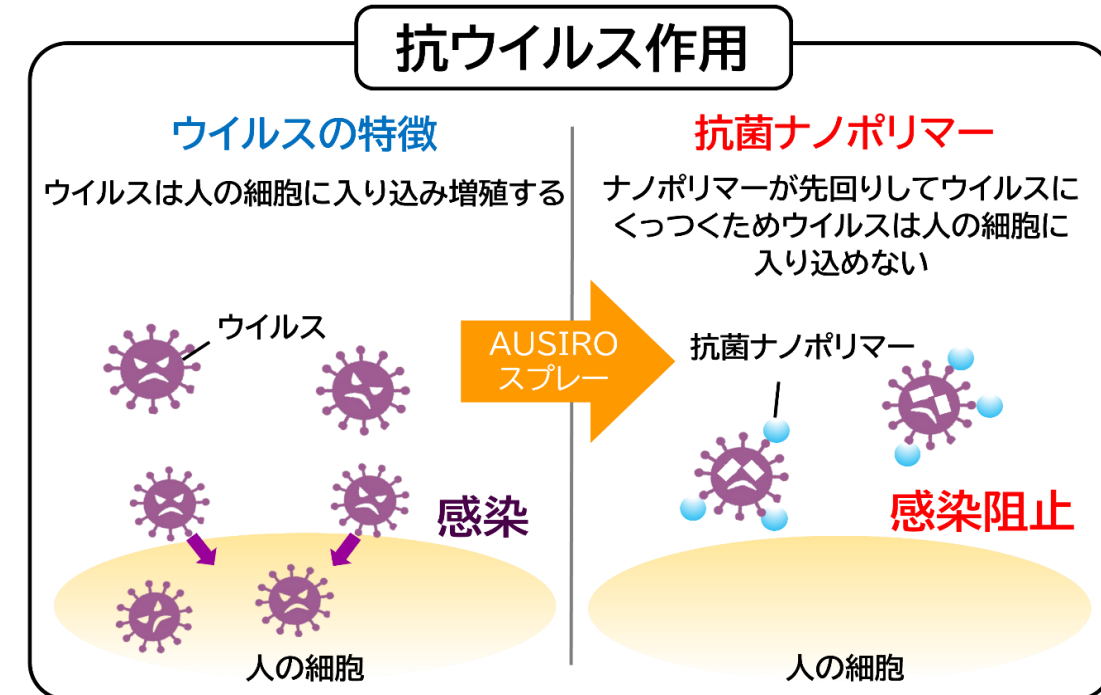 抗ウイルス作用
ウイルスの特徴
ウイルスは人の細胞に入り込み増殖する
ウイルス
感染
人の細胞
AUSIRO
スプレー
抗菌ナノポリマー
ナノポリマーが先回りしてウイルスに
くっつくためウイルスは人の細胞に
入り込めない
抗菌ナノポリマー
感染阻止
人の細胞